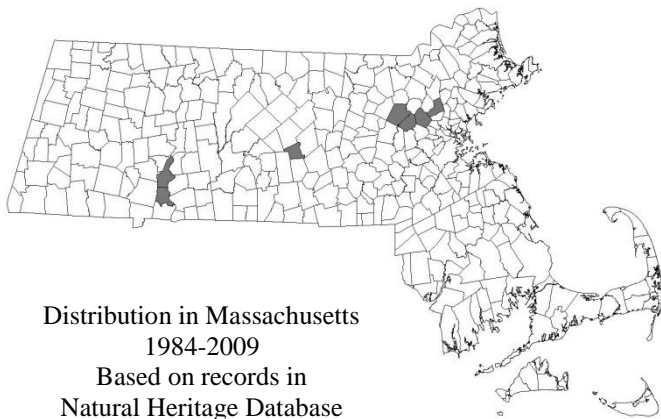 Distribution in Massachusetts
1984-2009
Based on records in
Natural Heritage Database